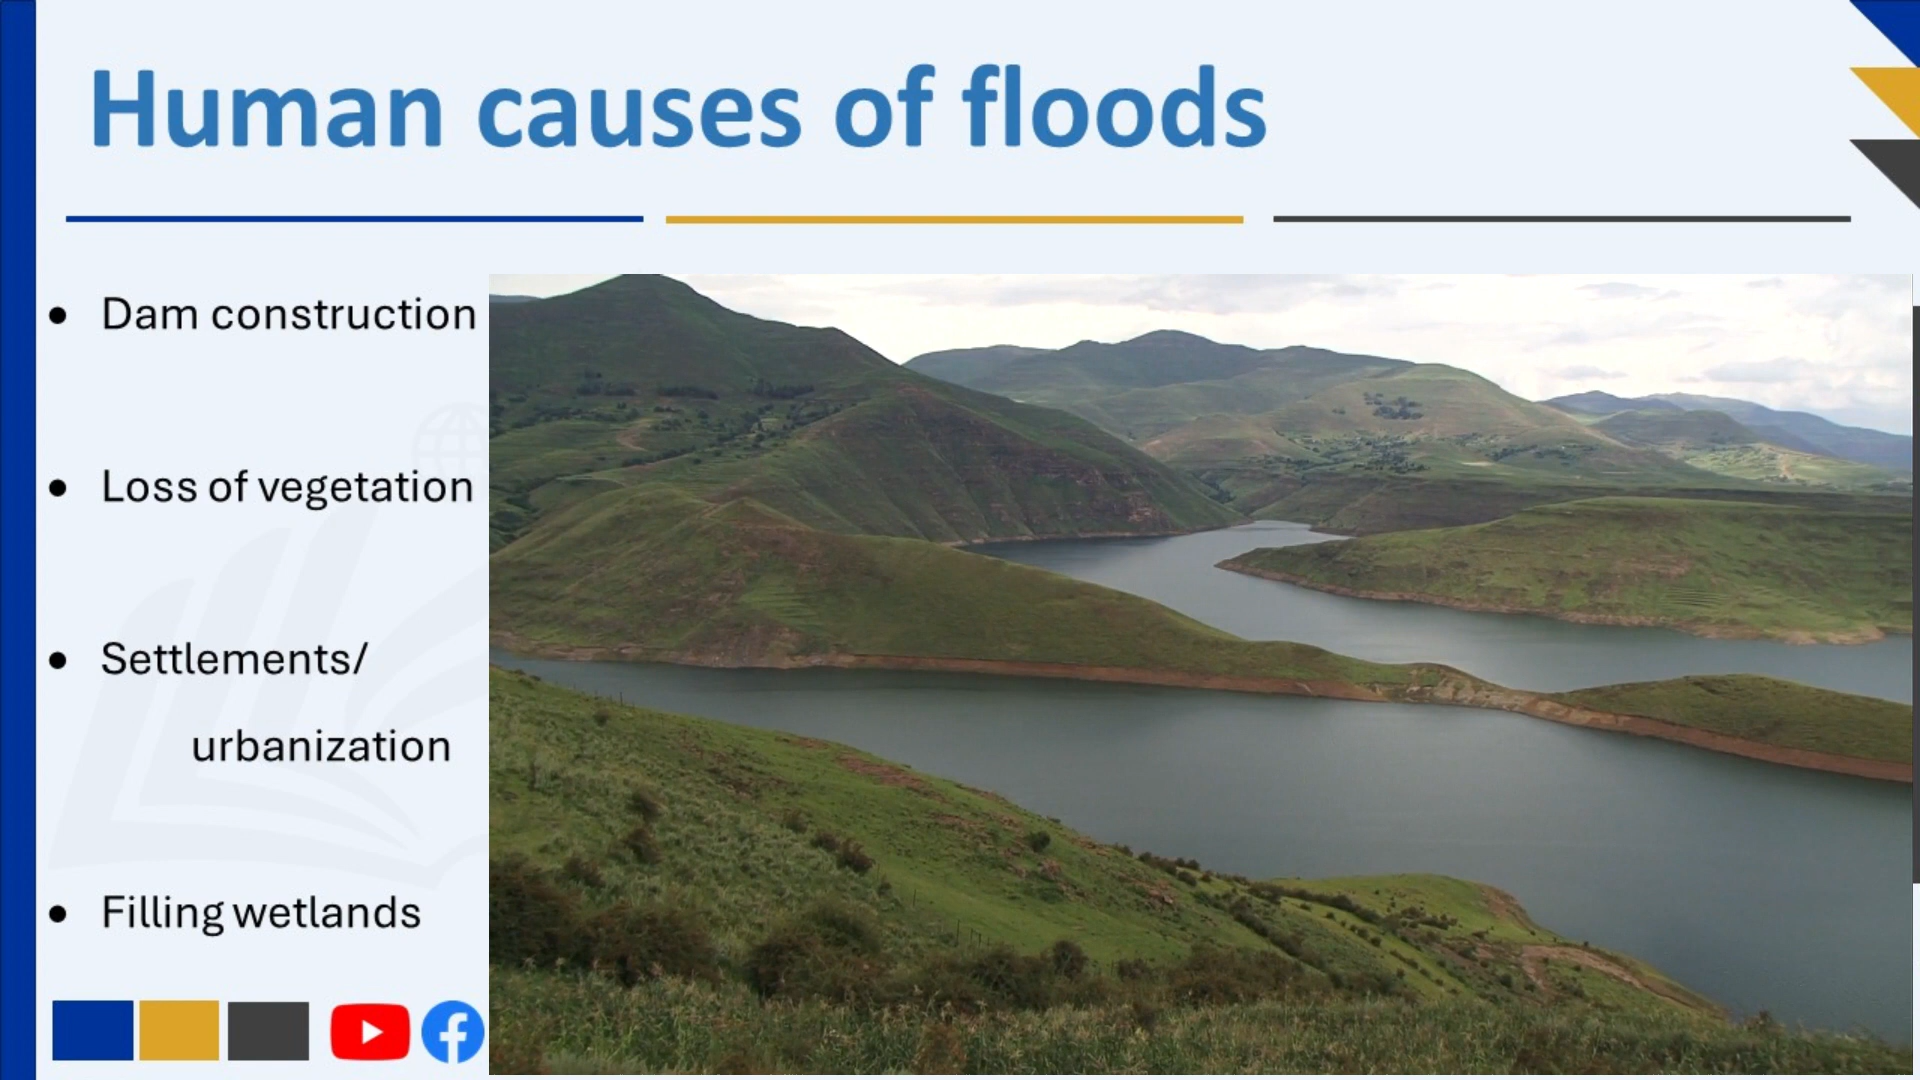 Human causes of floods
• Dam construction
• Loss of vegetation
• Settlements/
urbanization
• Filling wetlands